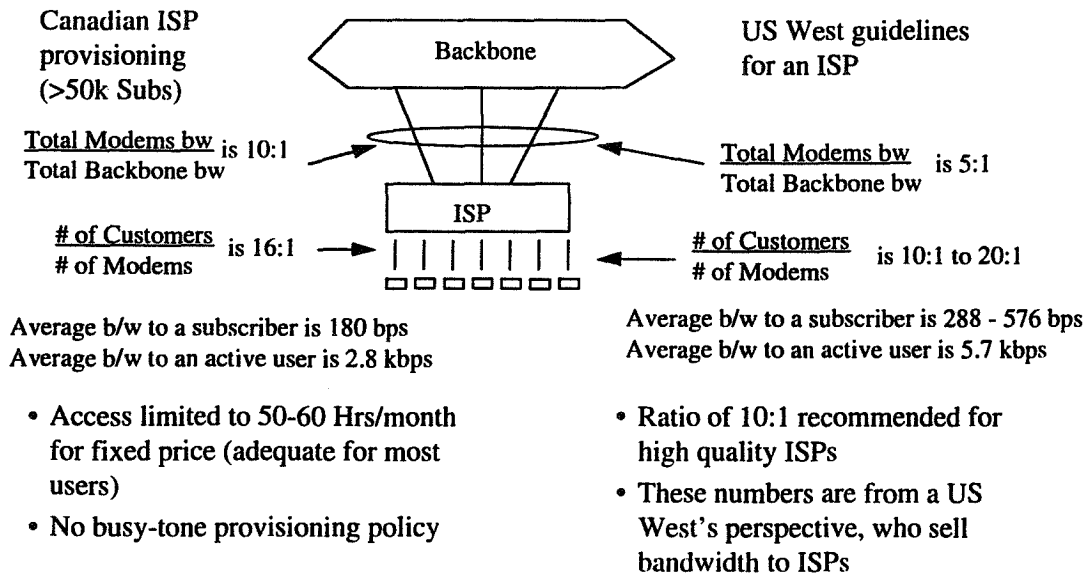 Canadian ISP
provisioning
(>50k Subs)
Backbone
US West guidelines
for an ISP
Total Modems bw
Total Backbone bw
is 10:1
Total Modems bw
Total Backbone bw
is 5:1
ISP
# of Customers
# of Modems
is 16:1
# of Customers
# of Modems
is 10:1 to 20:1
Average b/w to a subscriber is 180 bps
Average b/w to an active user is 2.8 kbps
Average b/w to a subscriber is 288 - 576 bps
Average b/w to an active user is 5.7 kbps
• Access limited to 50-60 Hrs/month
for fixed price (adequate for most
users)
• No busy-tone provisioning policy
• Ratio of 10:1 recommended for
high quality ISPs
• These numbers are from a US
West's perspective, who sell
bandwidth to ISPs